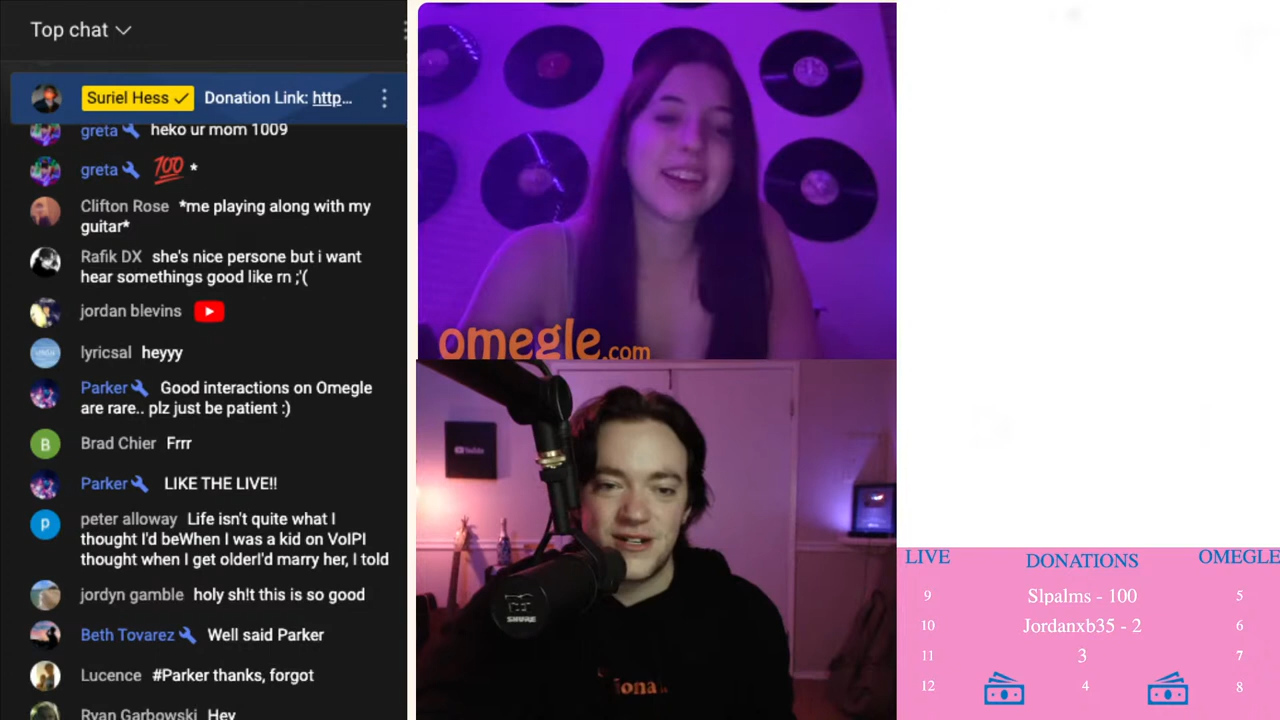 Top chat
Suriel Hess Donation Link: http...
greta heko ur mom 1009
greta 💯 *
Clifton Rose *me playing along with my
guitar*
Rafik DX she's nice persone but i want
hear somethings good like rn ;'(
jordan blevins
lyricsal heyyy
Parker Good interactions on Omegle
are rare.. plz just be patient :)
B Brad Chier Frrr
Parker LIKE THE LIVE!!
P peter alloway Life isn't quite what I
thought I'd beWhen I was a kid on VoIPI
thought when I get olderI'd marry her, I told
jordyn gamble holy sh!t this is so good
Beth Tovarez Well said Parker
Lucence #Parker thanks, forgot
Ryan Garbowski Hey
omegle.com
YouTube
SHURE
LIVE DONATIONS OMEGLE
9 Slpalms - 100 5
10 Jordanxb35 - 2 6
11 3 7
12 4 8